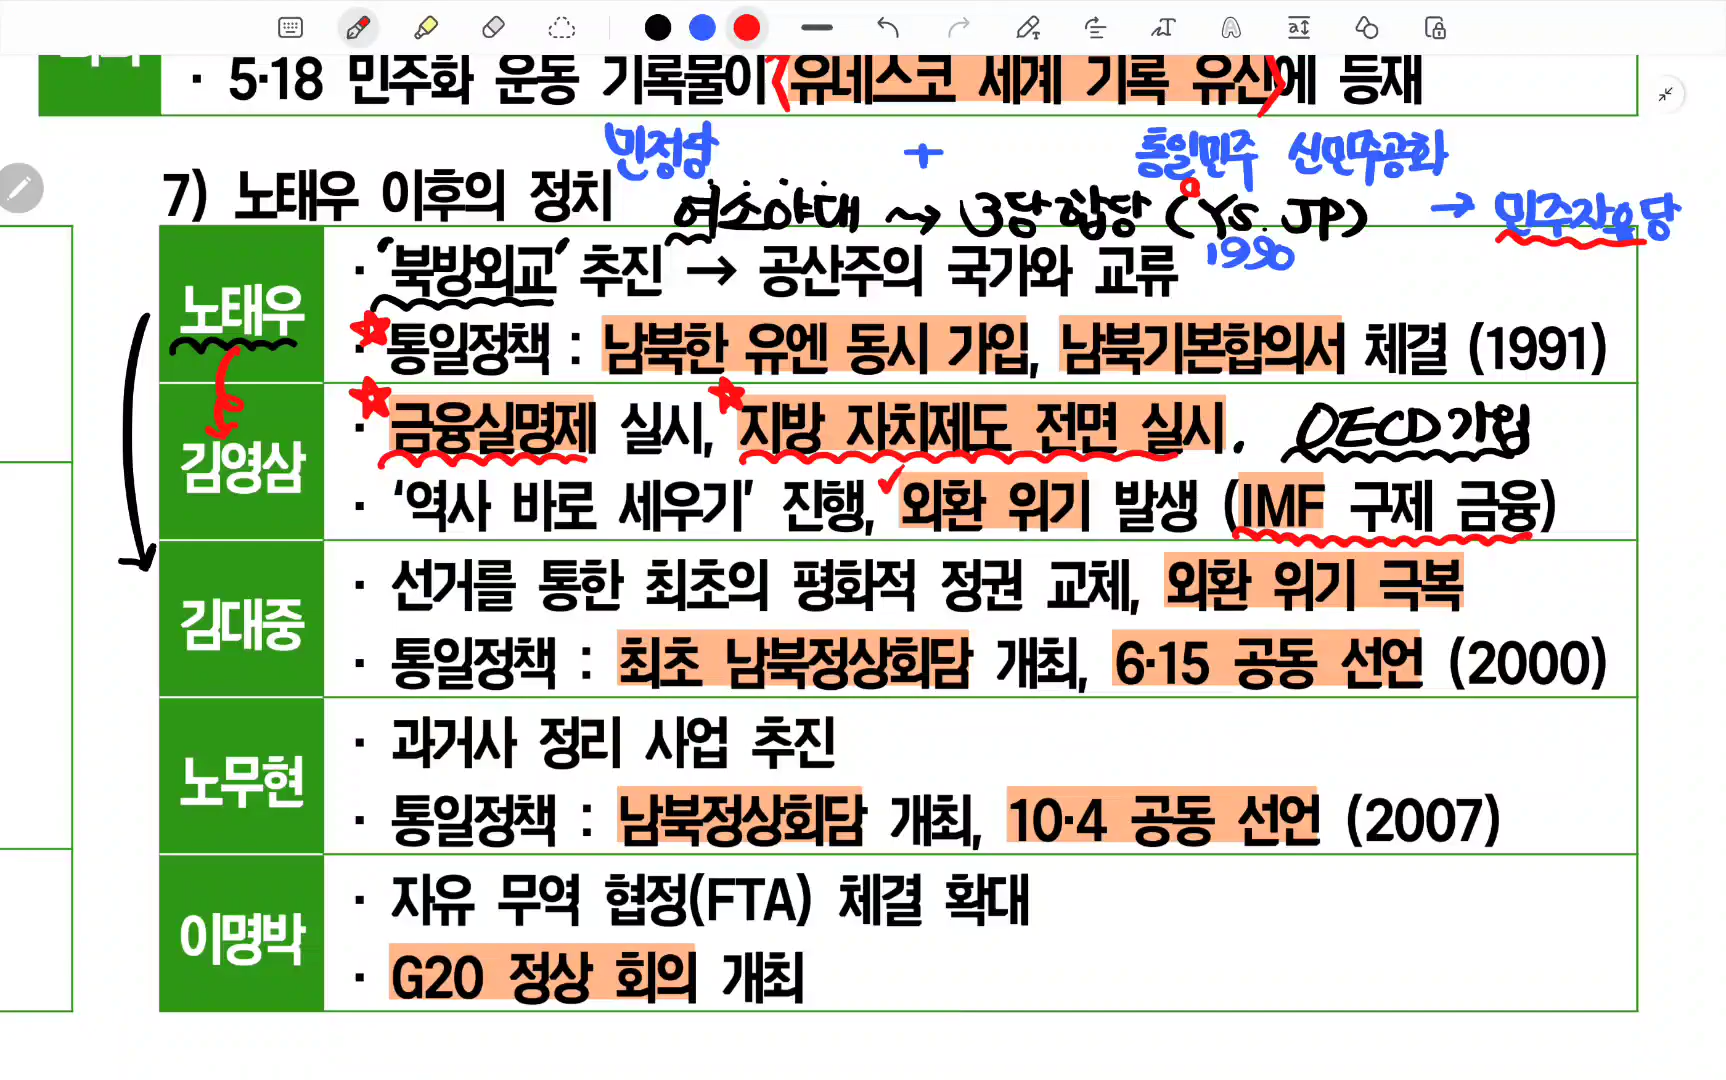 · 5·18 민주화 운동 기록물이 <유네스코 세계 기록 유산>에 등재
민정당 + 통일민주 신민주공화
7) 노태우 이후의 정치 여소야대 → 3당 합당 (YS. JP) → 민주자유당
1990
노태우
· '북방외교' 추진 → 공산주의 국가와 교류
· 통일정책 : 남북한 유엔 동시 가입, 남북기본합의서 체결 (1991)
김영삼
· 금융실명제 실시, 지방 자치제도 전면 실시. OECD 가입
· ‘역사 바로 세우기’ 진행, 외환 위기 발생 (IMF 구제 금융)
김대중
· 선거를 통한 최초의 평화적 정권 교체, 외환 위기 극복
· 통일정책 : 최초 남북정상회담 개최, 6·15 공동 선언 (2000)
노무현
· 과거사 정리 사업 추진
· 통일정책 : 남북정상회담 개최, 10·4 공동 선언 (2007)
이명박
· 자유 무역 협정(FTA) 체결 확대
· G20 정상 회의 개최